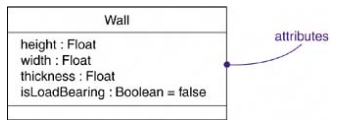 Wall
height : Float
width : Float
thickness : Float
isLoadBearing : Boolean = false
attributes